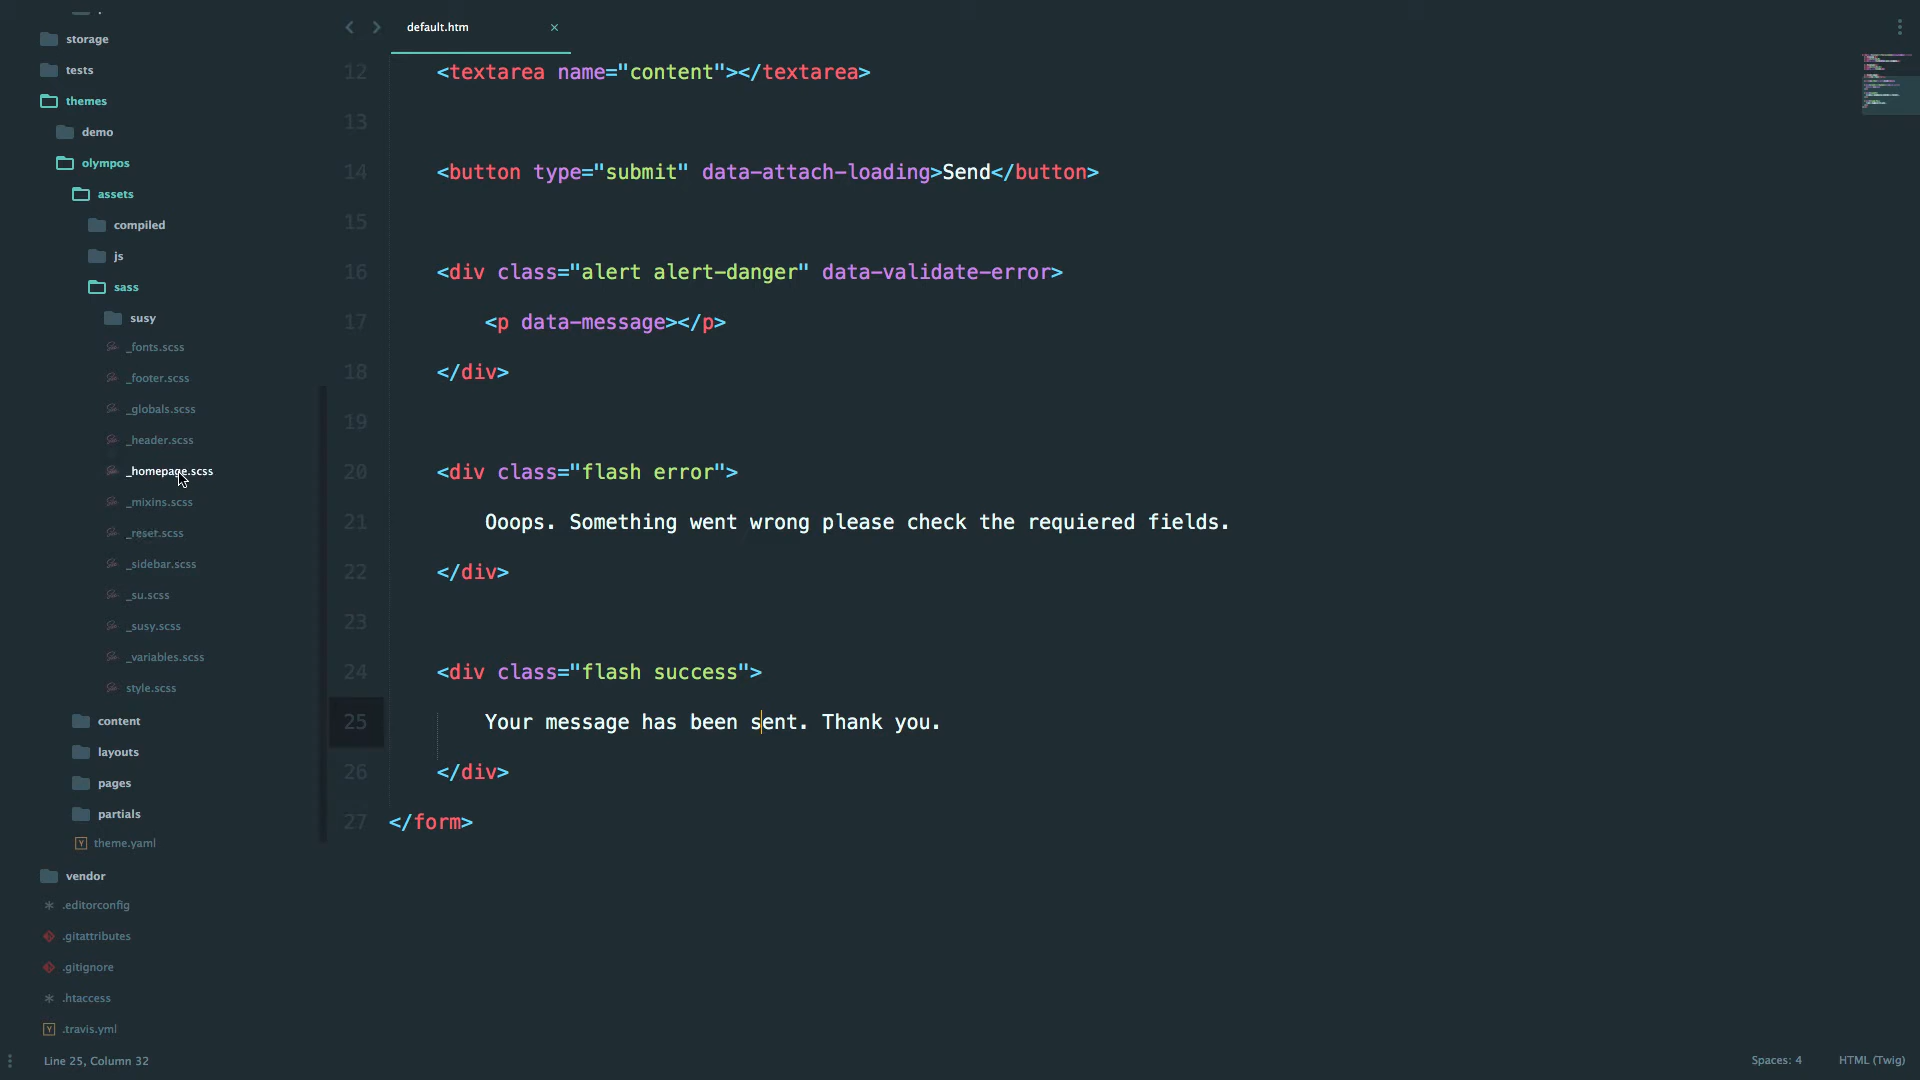 storage
tests
themes
demo
olympos
assets
compiled
js
sass
susy
_fonts.scss
_footer.scss
_globals.scss
_header.scss
_homepage.scss
_mixins.scss
_reset.scss
_sidebar.scss
_su.scss
_susy.scss
_variables.scss
style.scss
content
layouts
pages
partials
theme.yaml
vendor
.editorconfig
.gitattributes
.gitignore
.htaccess
.travis.yml
default.htm
12 <textarea name="content"></textarea>
13
14 <button type="submit" data-attach-loading>Send</button>
15
16 <div class="alert alert-danger" data-validate-error>
17 <p data-message></p>
18 </div>
19
20 <div class="flash error">
21 Ooops. Something went wrong please check the requiered fields.
22 </div>
23
24 <div class="flash success">
25 Your message has been sent. Thank you.
26 </div>
27 </form>
Line 25, Column 32
Spaces: 4
HTML (Twig)